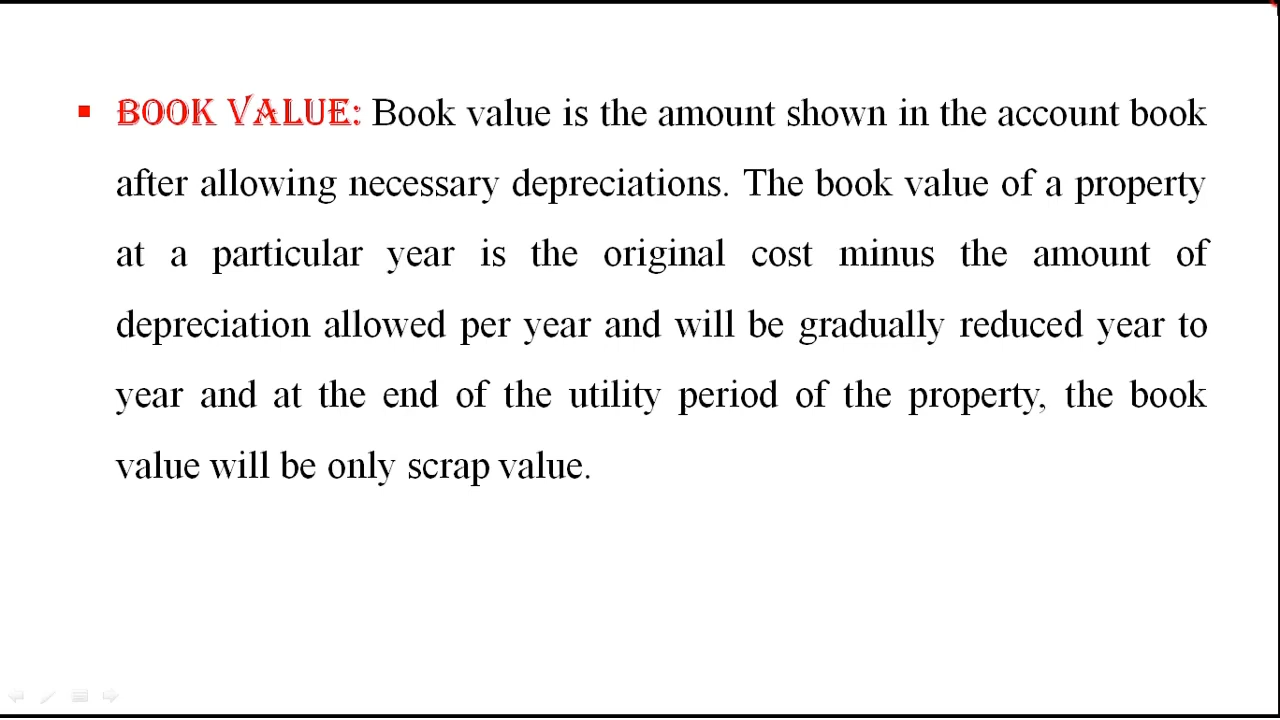 ▪ BOOK VALUE: Book value is the amount shown in the account book
after allowing necessary depreciations. The book value of a property
at a particular year is the original cost minus the amount of
depreciation allowed per year and will be gradually reduced year to
year and at the end of the utility period of the property, the book
value will be only scrap value.